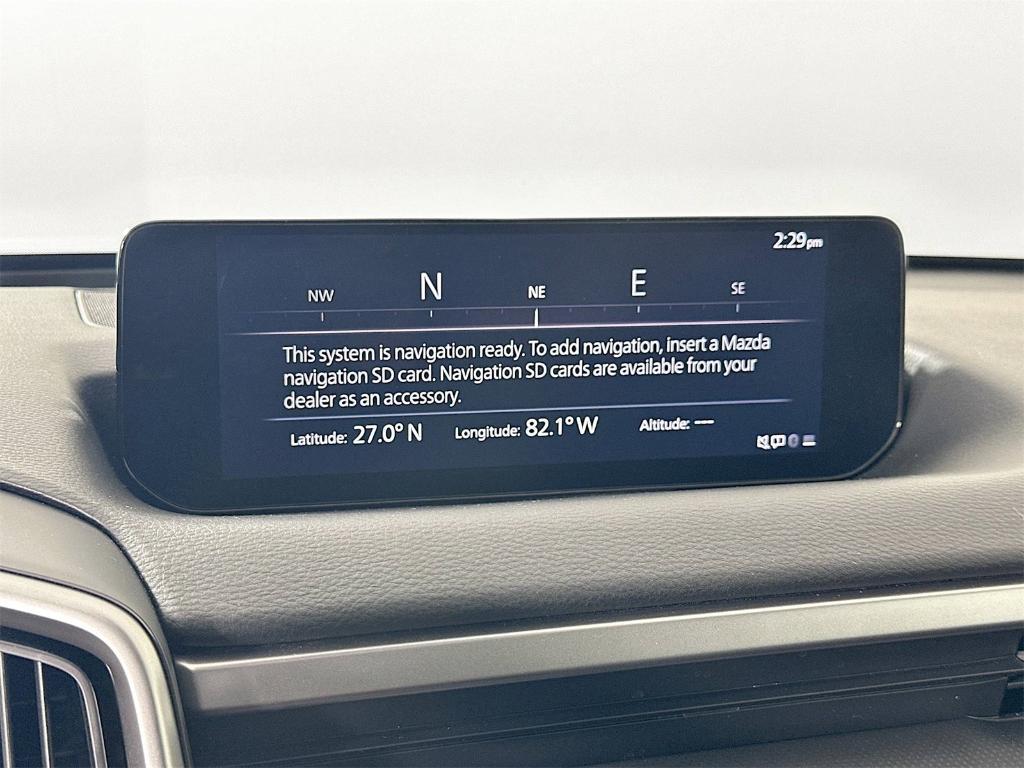 2:29pm
NW N NE E SE
This system is navigation ready. To add navigation, insert a Mazda
navigation SD card. Navigation SD cards are available from your
dealer as an accessory.
Latitude: 27.0° N Longitude: 82.1° W Altitude: ---